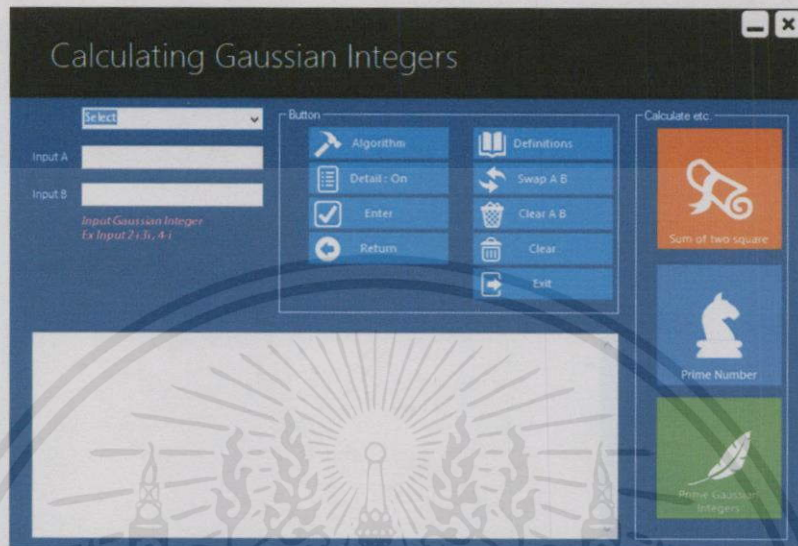 Calculating Gaussian Integers
Select
Input A
Input B
Input Gaussian Integer
Ex Input 2+3i, 4-i
Button
Algorithm
Detail : On
Enter
Return
Definitions
Swap A B
Clear A B
Clear
Exit
Calculate etc.
Sum of two square
Prime Number
Prime Gaussian
Integers